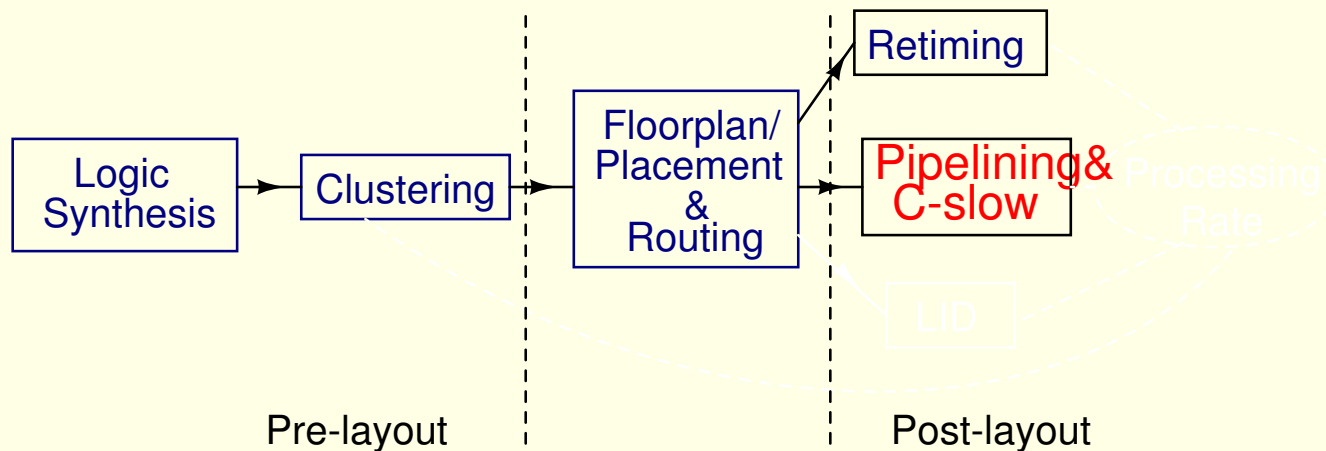 Logic
Synthesis
Clustering
Floorplan/
Placement
&
Routing
Retiming
Pipelining&
C-slow
Processing
Rate
LID
Pre-layout
Post-layout